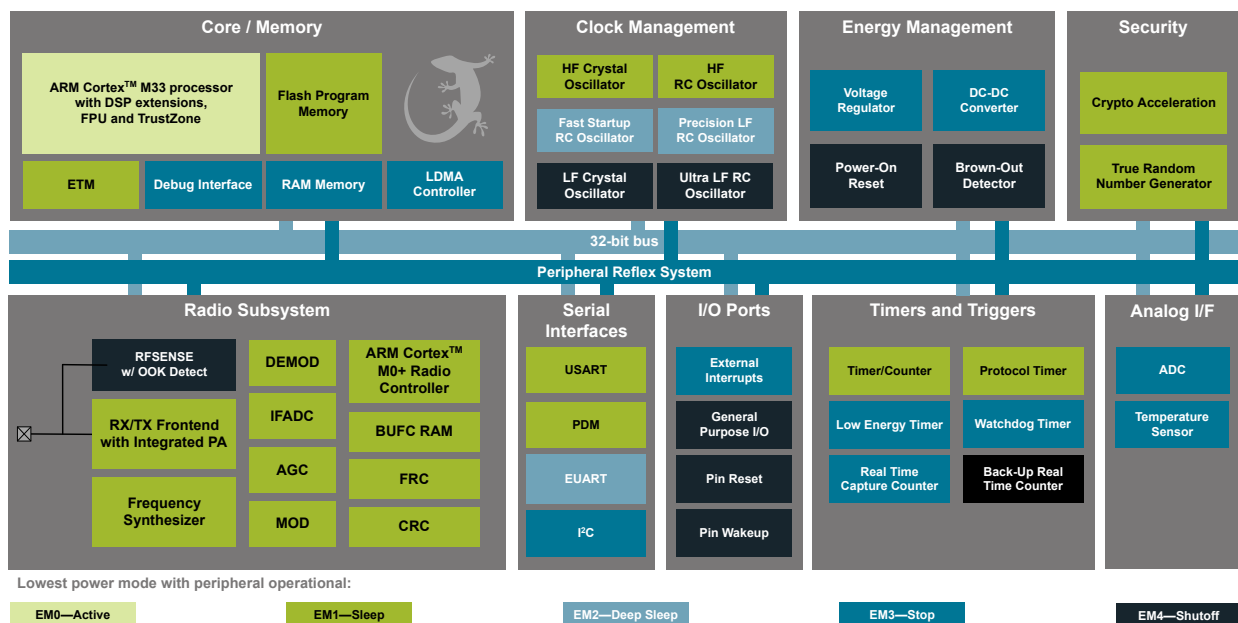 Core / Memory
ARM Cortex™ M33 processor
with DSP extensions,
FPU and TrustZone
Flash Program
Memory
ETM
Debug Interface
RAM Memory
LDMA
Controller
Clock Management
HF Crystal
Oscillator
HF
RC Oscillator
Fast Startup
RC Oscillator
Precision LF
RC Oscillator
LF Crystal
Oscillator
Ultra LF RC
Oscillator
Energy Management
Voltage
Regulator
DC-DC
Converter
Power-On
Reset
Brown-Out
Detector
Security
Crypto Acceleration
True Random
Number Generator
32-bit bus
Peripheral Reflex System
Radio Subsystem
RFSENSE
w/ OOK Detect
RX/TX Frontend
with Integrated PA
Frequency
Synthesizer
DEMOD
IFADC
AGC
MOD
ARM Cortex™
M0+ Radio
Controller
BUFC RAM
FRC
CRC
Serial
Interfaces
USART
PDM
EUART
I²C
I/O Ports
External
Interrupts
General
Purpose I/O
Pin Reset
Pin Wakeup
Timers and Triggers
Timer/Counter
Protocol Timer
Low Energy Timer
Watchdog Timer
Real Time
Capture Counter
Back-Up Real
Time Counter
Analog I/F
ADC
Temperature
Sensor
Lowest power mode with peripheral operational:
EM0—Active
EM1—Sleep
EM2—Deep Sleep
EM3—Stop
EM4—Shutoff